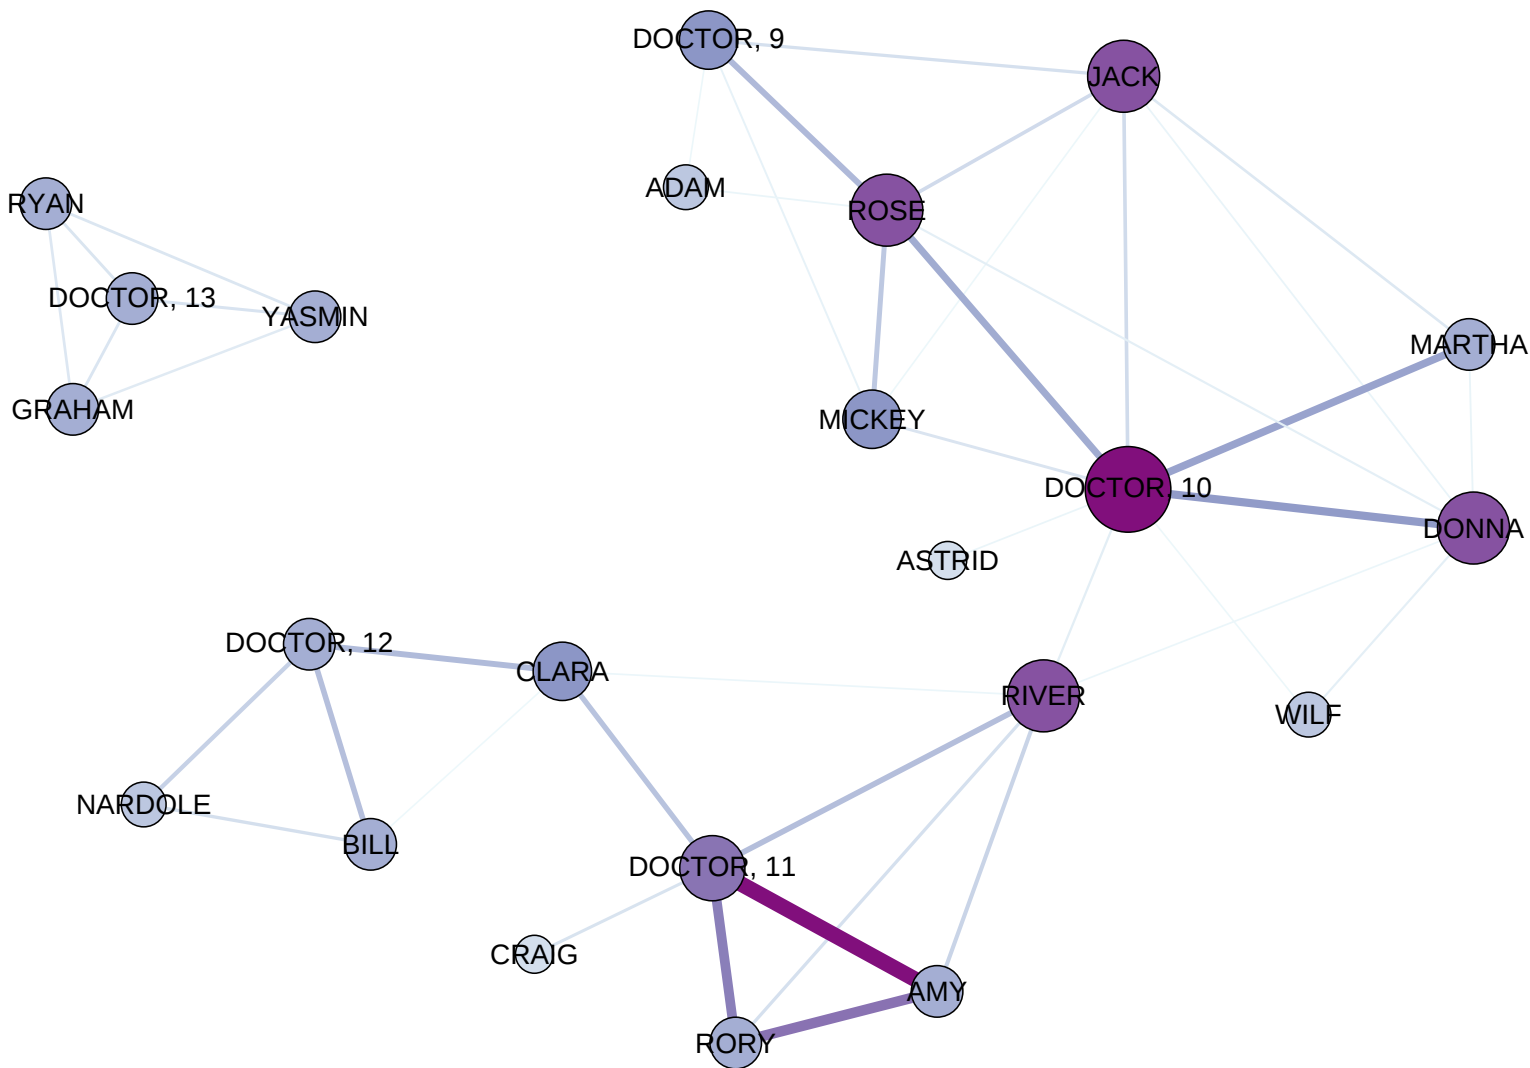 DOCTOR, 9
JACK
ADAM
RYAN
ROSE
DOCTOR, 13
YASMIN
MARTHA
GRAHAM
MICKEY
DOCTOR, 10
DONNA
ASTRID
DOCTOR, 12
CLARA
RIVER
WILF
NARDOLE
BILL
DOCTOR, 11
CRAIG
AMY
RORY